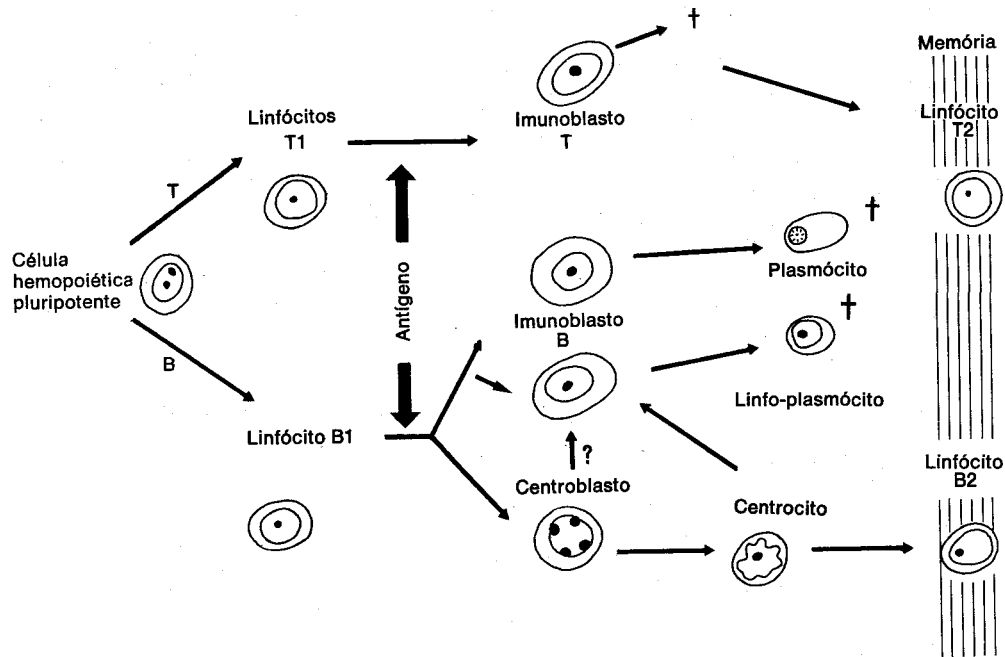 Memória
Linfócitos
T1
Imunoblasto
T
Linfócito
T2
T
Célula
hemopoiética
pluripotente
Antígeno
Plasmócito
Imunoblasto
B
B
Linfo-plasmócito
Linfócito B1
?
Centroblasto
Linfócito
B2
Centrocito